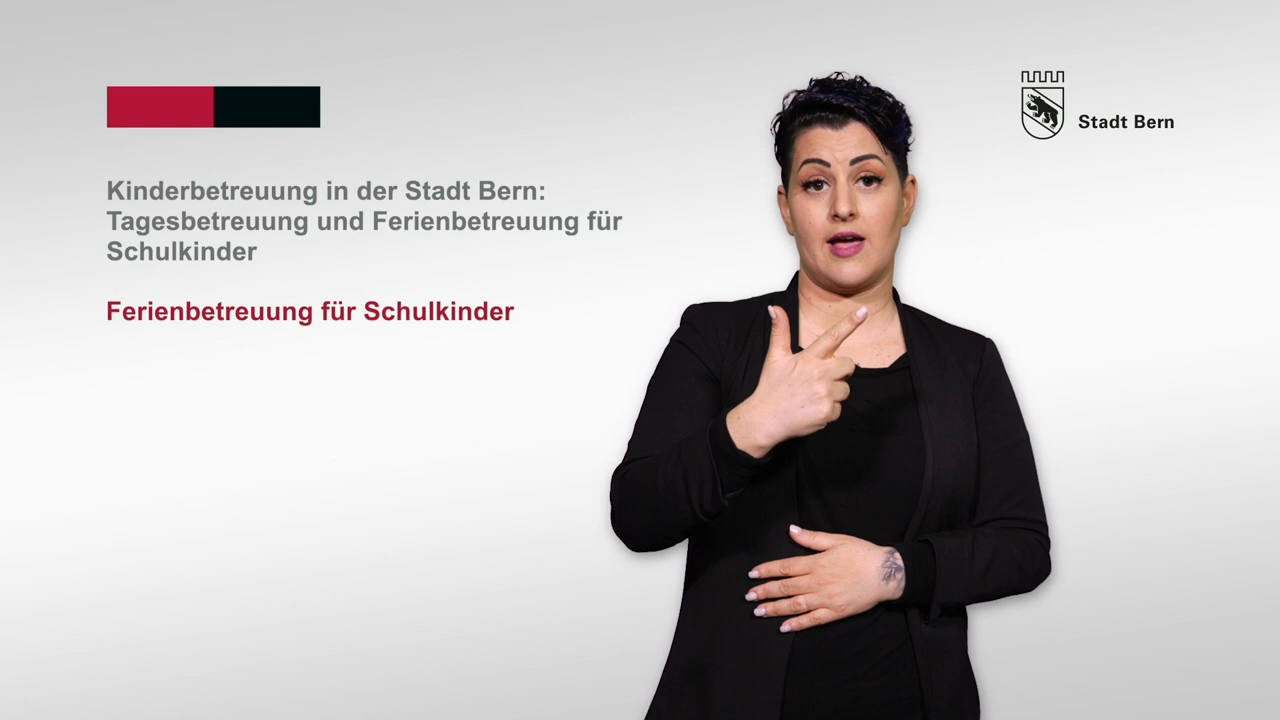 Stadt Bern
Kinderbetreuung in der Stadt Bern:
Tagesbetreuung und Ferienbetreuung für
Schulkinder
Ferienbetreuung für Schulkinder